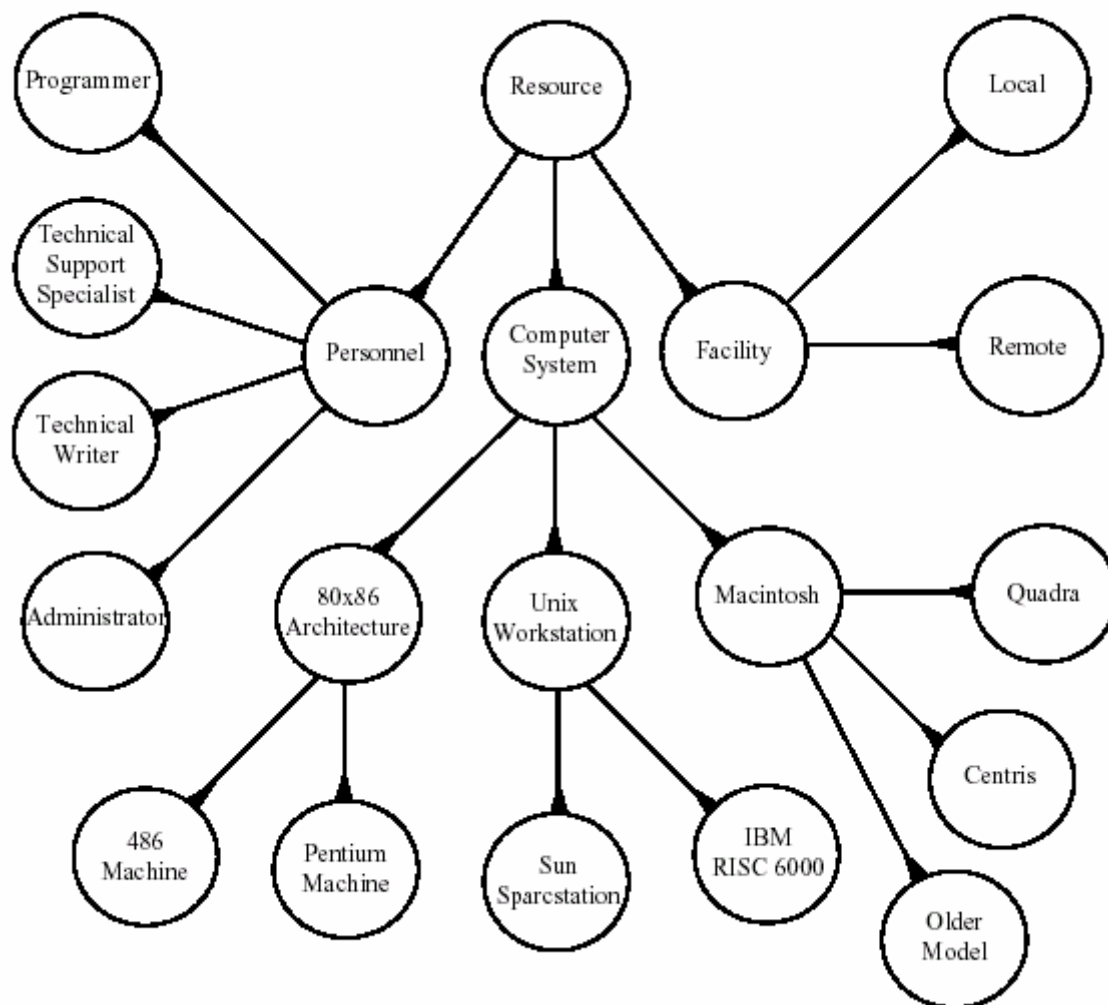 Programmer
Resource
Local
Technical
Support
Specialist
Personnel
Computer
System
Facility
Remote
Technical
Writer
Administrator
80x86
Architecture
Unix
Workstation
Macintosh
Quadra
Centris
486
Machine
Pentium
Machine
Sun
Sparcstation
IBM
RISC 6000
Older
Model